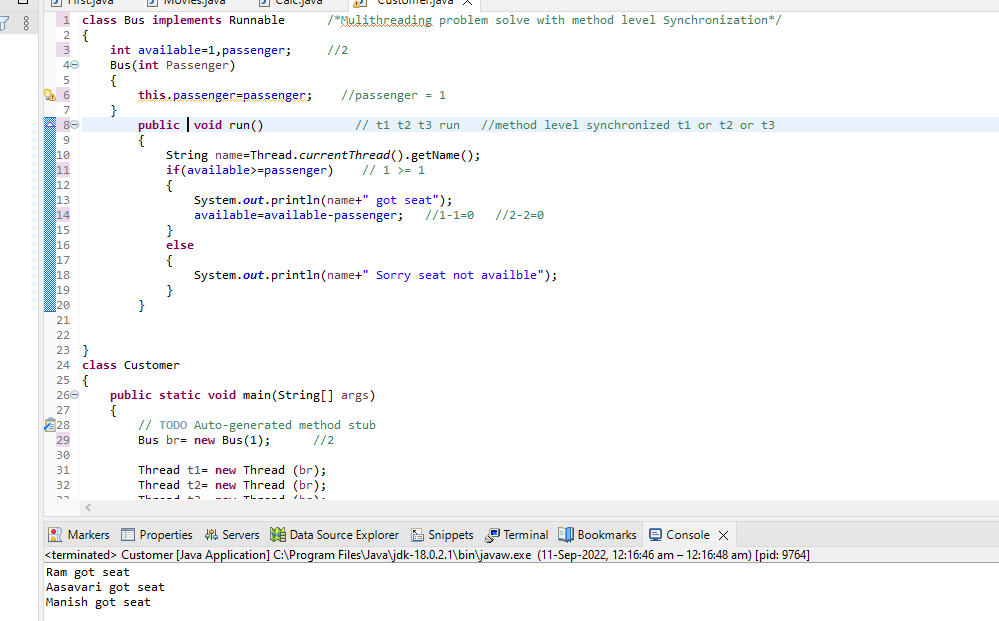 First.java Movies.java Calc.java Customer.java
1 class Bus implements Runnable /*Mulithreading problem solve with method level Synchronization*/
2 {
3 int available=1,passenger; //2
4 Bus(int Passenger)
5 {
6 this.passenger=passenger; //passenger = 1
7 }
8 public void run() // t1 t2 t3 run //method level synchronized t1 or t2 or t3
9 {
10 String name=Thread.currentThread().getName();
11 if(available>=passenger) // 1 >= 1
12 {
13 System.out.println(name+" got seat");
14 available=available-passenger; //1-1=0 //2-2=0
15 }
16 else
17 {
18 System.out.println(name+" Sorry seat not availble");
19 }
20 }
21
22
23 }
24 class Customer
25 {
26 public static void main(String[] args)
27 {
28 // TODO Auto-generated method stub
29 Bus br= new Bus(1); //2
30
31 Thread t1= new Thread (br);
32 Thread t2= new Thread (br);
Markers Properties Servers Data Source Explorer Snippets Terminal Bookmarks Console
<terminated> Customer [Java Application] C:\Program Files\Java\jdk-18.0.2.1\bin\javaw.exe (11-Sep-2022, 12:16:46 am – 12:16:48 am) [pid: 9764]
Ram got seat
Aasavari got seat
Manish got seat